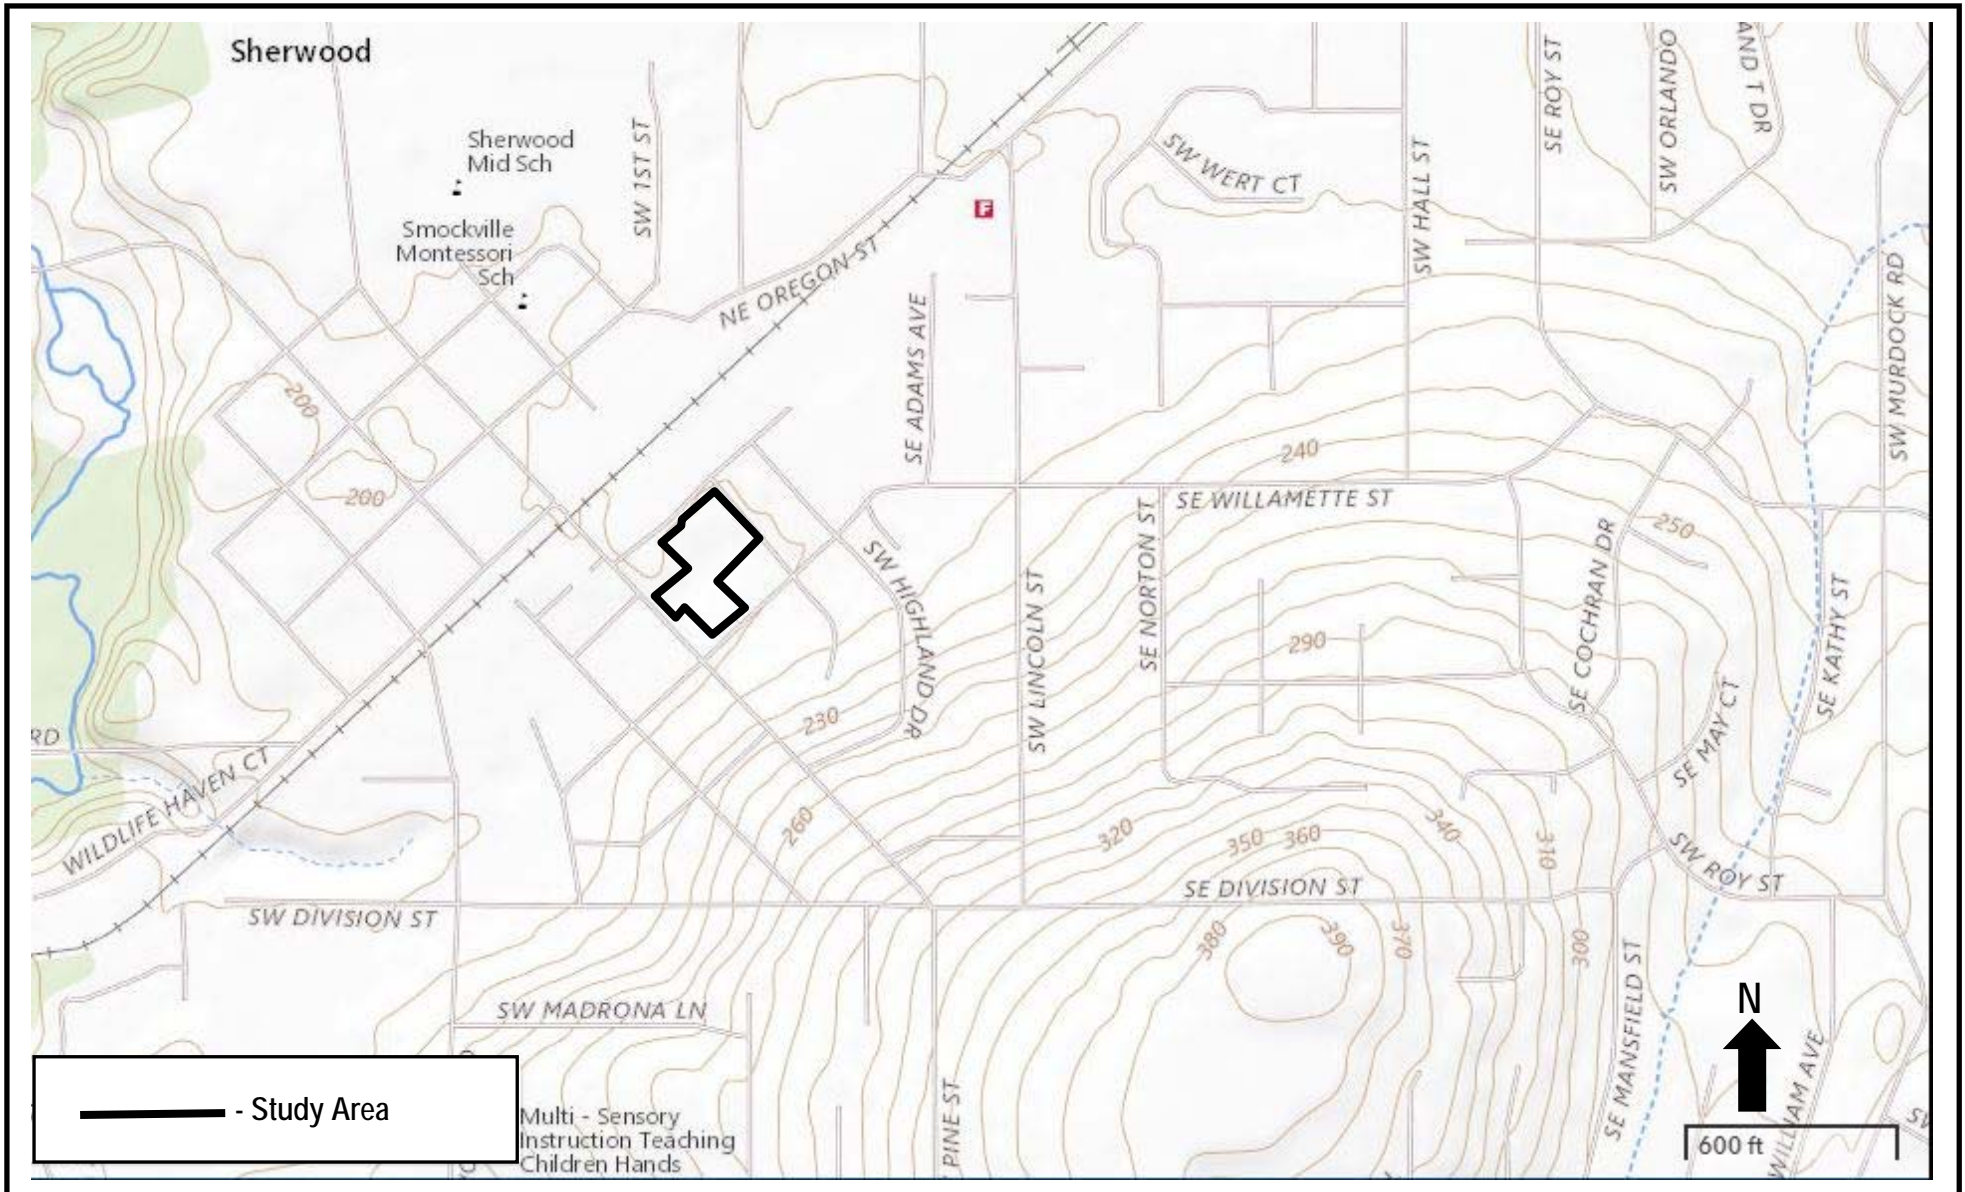 Sherwood
Sherwood
Mid Sch
Smockville
Montessori
Sch
SW 1ST ST
NE OREGON ST
F
SW WERT CT
SW HALL ST
SE ROY ST
SW ORLANDO
AND T DR
SW MURDOCK RD
SE ADAMS AVE
200
200
240
SE WILLAMETTE ST
250
SW HIGHLAND DR
SW LINCOLN ST
SE NORTON ST
SE COCHRAN DR
SE KATHY ST
290
SE MAY CT
230
RD
WILDLIFE HAVEN CT
260
320
350
360
340
310
SW ROY ST
SE DIVISION ST
SW DIVISION ST
380
390
370
300
SE MANSFIELD ST
SW MADRONA LN
N
WILLIAM AVE
PINE ST
SW
600 ft
- Study Area
Multi - Sensory
Instruction Teaching
Children Hands